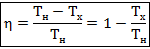 η = (Tн − Tх) / Tн = 1 − Tх / Tн